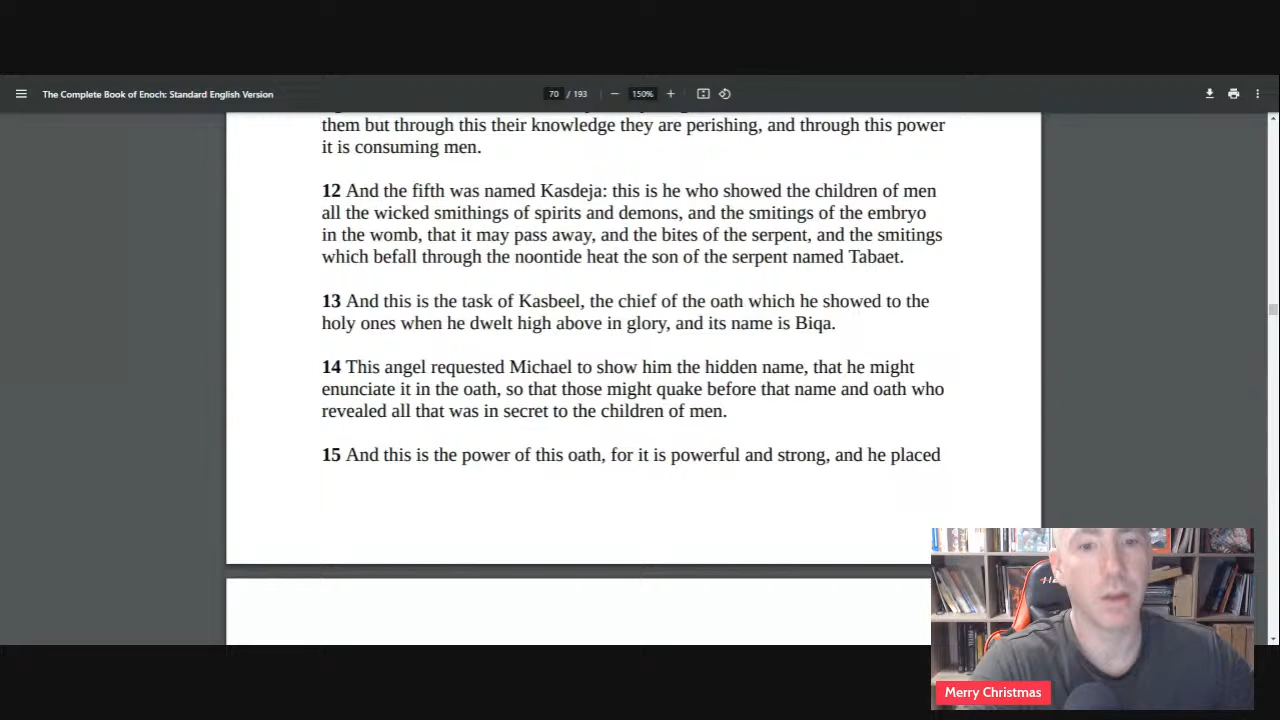 The Complete Book of Enoch: Standard English Version
70 / 193
150%
them but through this their knowledge they are perishing, and through this power
it is consuming men.
12 And the fifth was named Kasdeja: this is he who showed the children of men
all the wicked smithings of spirits and demons, and the smitings of the embryo
in the womb, that it may pass away, and the bites of the serpent, and the smitings
which befall through the noontide heat the son of the serpent named Tabaet.
13 And this is the task of Kasbeel, the chief of the oath which he showed to the
holy ones when he dwelt high above in glory, and its name is Biqa.
14 This angel requested Michael to show him the hidden name, that he might
enunciate it in the oath, so that those might quake before that name and oath who
revealed all that was in secret to the children of men.
15 And this is the power of this oath, for it is powerful and strong, and he placed
Merry Christmas